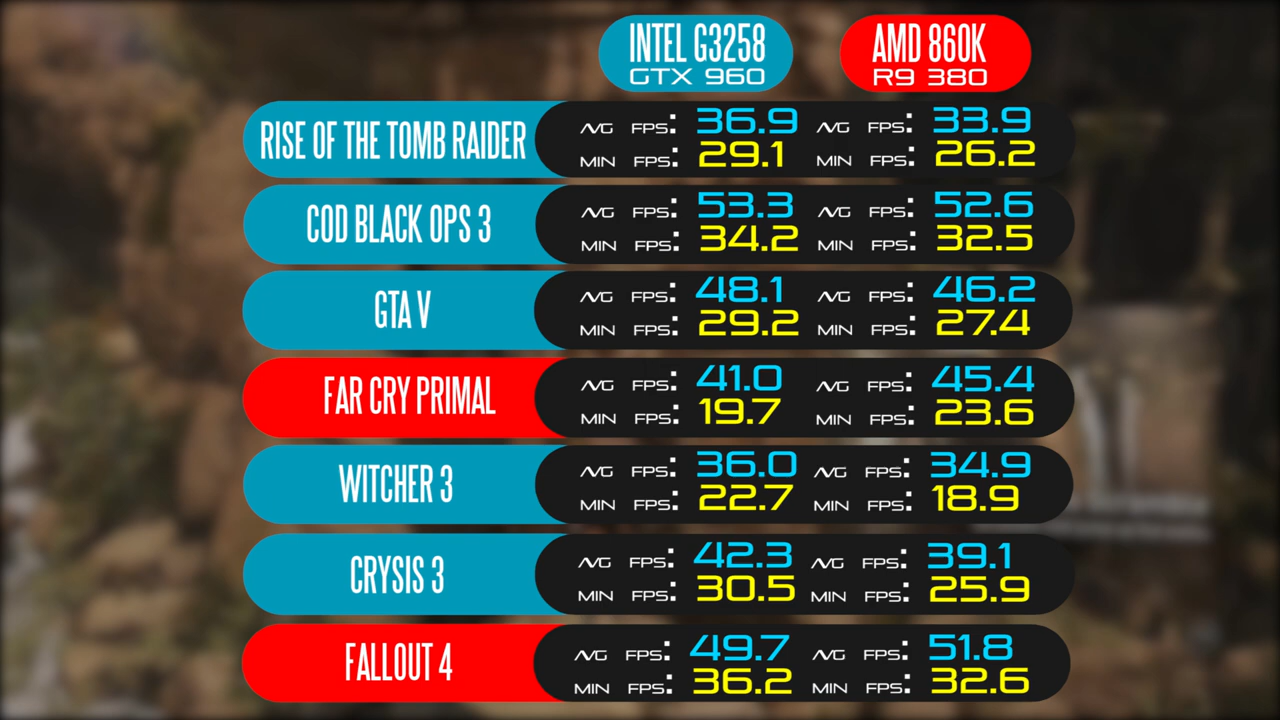 INTEL G3258
GTX 960
AMD 860K
R9 380
RISE OF THE TOMB RAIDER
AVG FPS: 36.9 AVG FPS: 33.9
MIN FPS: 29.1 MIN FPS: 26.2
COD BLACK OPS 3
AVG FPS: 53.3 AVG FPS: 52.6
MIN FPS: 34.2 MIN FPS: 32.5
GTA V
AVG FPS: 48.1 AVG FPS: 46.2
MIN FPS: 29.2 MIN FPS: 27.4
FAR CRY PRIMAL
AVG FPS: 41.0 AVG FPS: 45.4
MIN FPS: 19.7 MIN FPS: 23.6
WITCHER 3
AVG FPS: 36.0 AVG FPS: 34.9
MIN FPS: 22.7 MIN FPS: 18.9
CRYSIS 3
AVG FPS: 42.3 AVG FPS: 39.1
MIN FPS: 30.5 MIN FPS: 25.9
FALLOUT 4
AVG FPS: 49.7 AVG FPS: 51.8
MIN FPS: 36.2 MIN FPS: 32.6